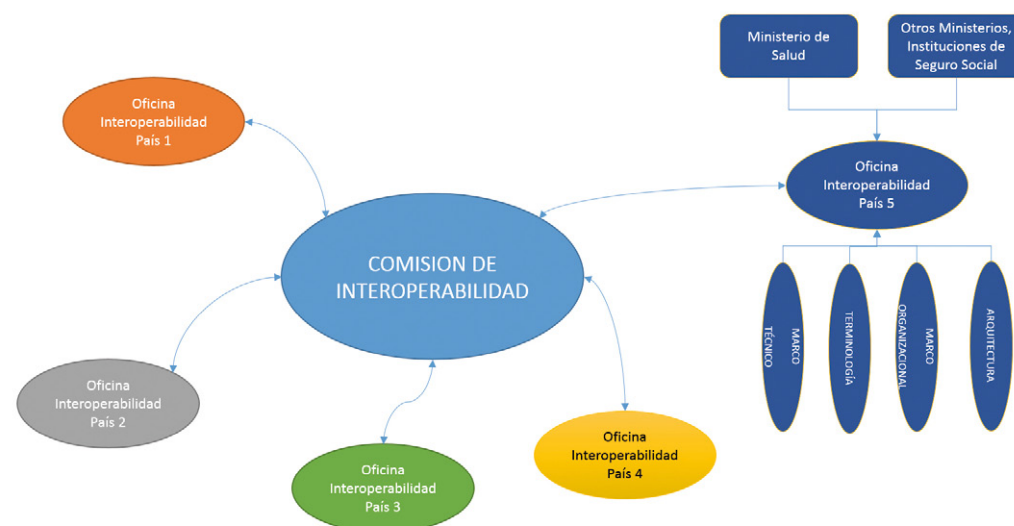 Ministerio de
Salud
Otros Ministerios,
Instituciones de
Seguro Social
Oficina
Interoperabilidad
País 1
Oficina
Interoperabilidad
País 5
COMISION DE
INTEROPERABILIDAD
MARCO
TÉCNICO
TERMINOLOGÍA
MARCO
ORGANIZACIONAL
ARQUITECTURA
Oficina
Interoperabilidad
País 2
Oficina
Interoperabilidad
País 3
Oficina
Interoperabilidad
País 4